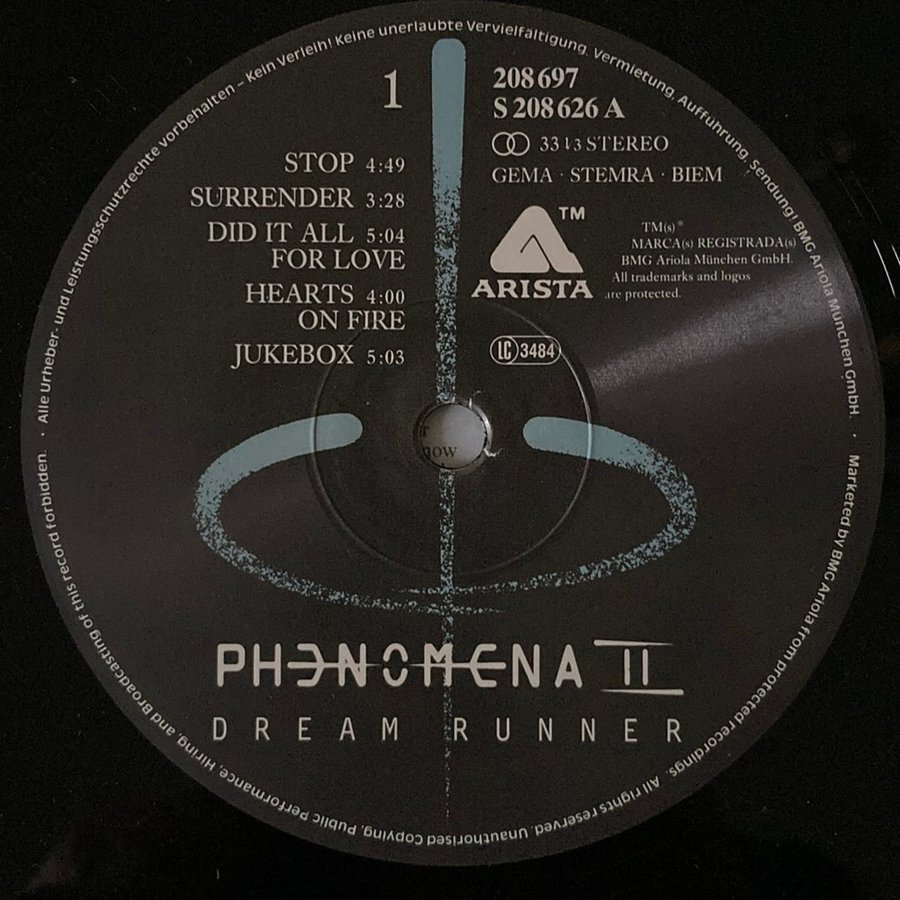 Alle Urheber- und Leistungsschutzrechte vorbehalten – Kein Verleih! Keine unerlaubte Vervielfältigung, Vermietung, Aufführung, Sendung! BMG Ariola München GmbH. ·
1
STOP 4:49
SURRENDER 3:28
DID IT ALL 5:04
FOR LOVE
HEARTS 4:00
ON FIRE
JUKEBOX 5:03
208 697
S 208 626 A
33 1/3 STEREO
GEMA · STEMRA · BIEM
TM
ARISTA
TM(s)®
MARCA(s) REGISTRADA(s)
BMG Ariola München GmbH.
All trademarks and logos
are protected.
LC 3484
now
PHENOMENA II
DREAM RUNNER
Marketed by BMG Ariola from protected recordings. All rights reserved. Unauthorised Copying, Public Performance, Hiring, and Broadcasting of this record forbidden. ·